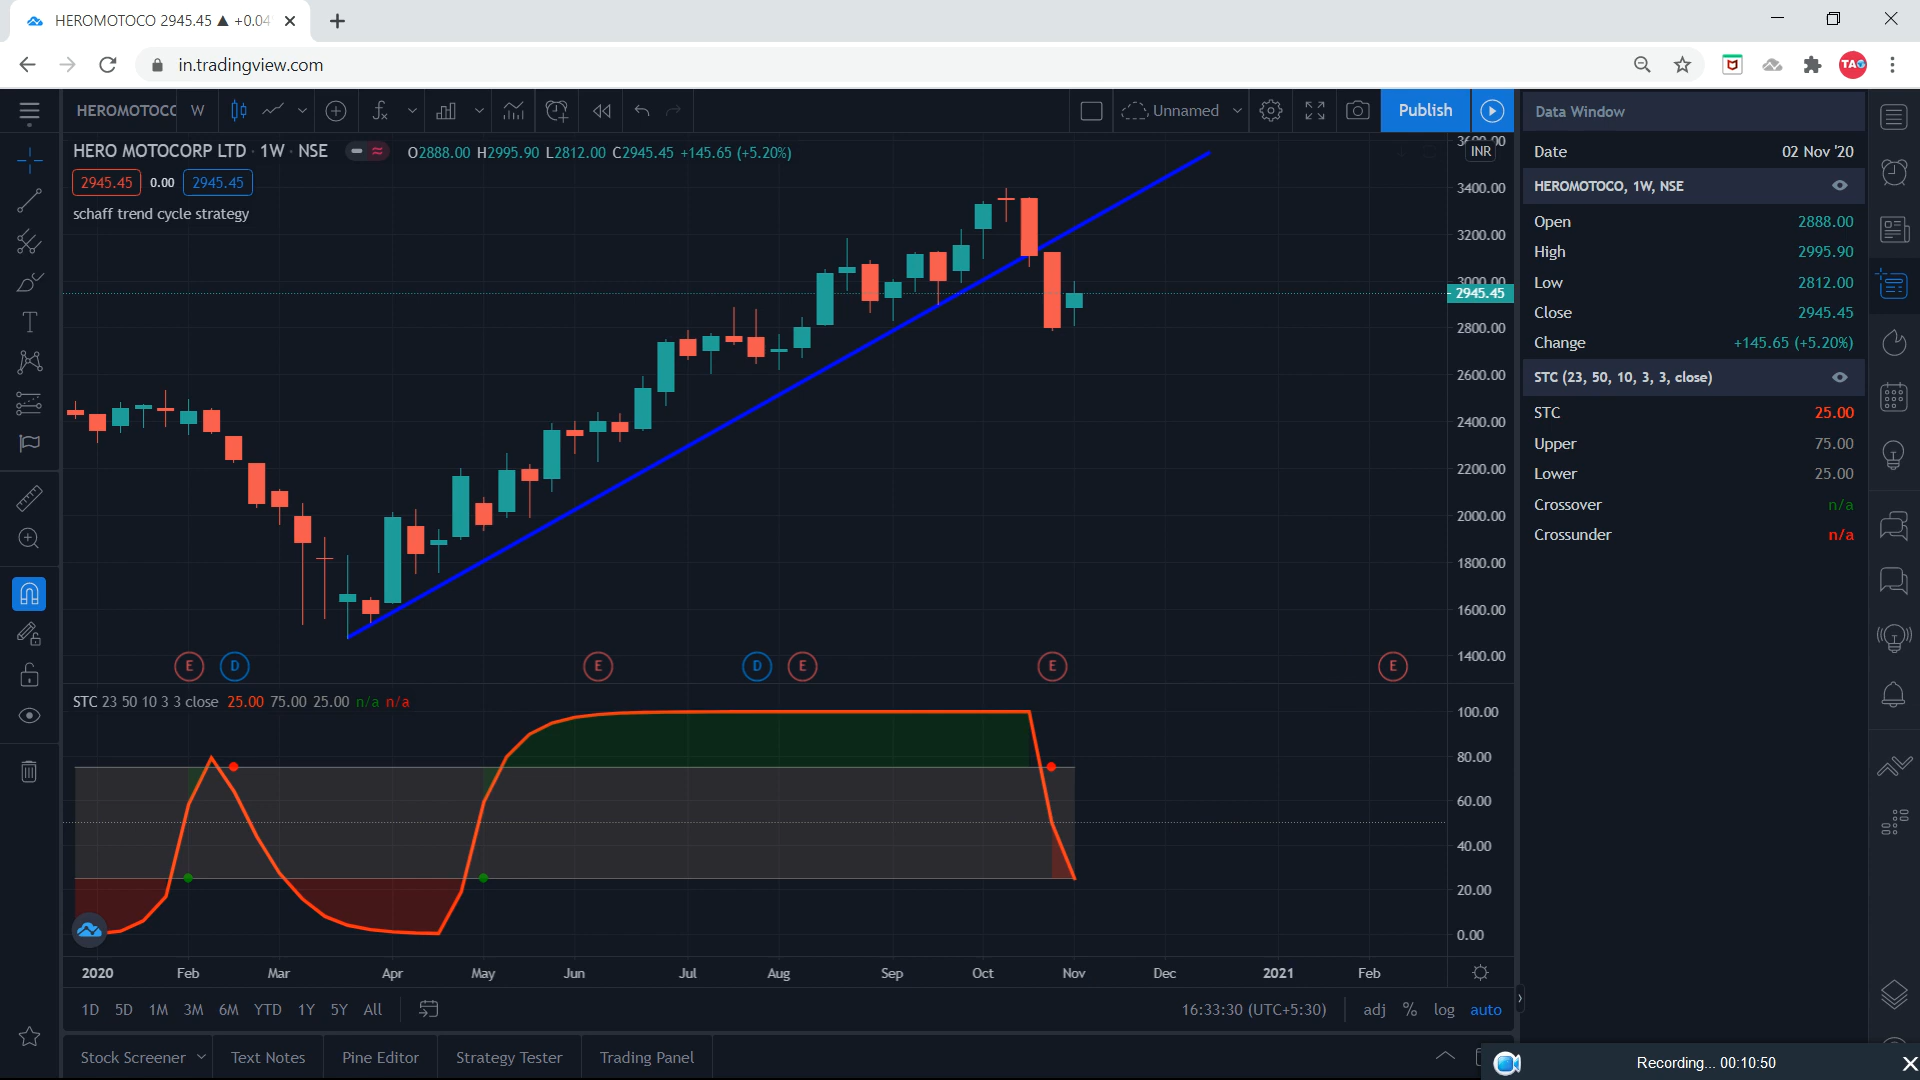 HEROMOTOCO 2945.45 ▲ +0.04
in.tradingview.com
HEROMOTOCO W Unnamed Publish
HERO MOTOCORP LTD · 1W · NSE O2888.00 H2995.90 L2812.00 C2945.45 +145.65 (+5.20%)
2945.45 0.00 2945.45
schaff trend cycle strategy
INR
3400.00
3200.00
3000.00
2945.45
2800.00
2600.00
2400.00
2200.00
2000.00
1800.00
1600.00
1400.00
E D E D E E E
STC 23 50 10 3 3 close 25.00 75.00 25.00 n/a n/a
100.00
80.00
60.00
40.00
20.00
0.00
2020 Feb Mar Apr May Jun Jul Aug Sep Oct Nov Dec 2021 Feb
1D 5D 1M 3M 6M YTD 1Y 5Y All 16:33:30 (UTC+5:30) adj % log auto
Stock Screener Text Notes Pine Editor Strategy Tester Trading Panel
Data Window
Date 02 Nov '20
HEROMOTOCO, 1W, NSE
Open 2888.00
High 2995.90
Low 2812.00
Close 2945.45
Change +145.65 (+5.20%)
STC (23, 50, 10, 3, 3, close)
STC 25.00
Upper 75.00
Lower 25.00
Crossover n/a
Crossunder n/a
Recording... 00:10:50